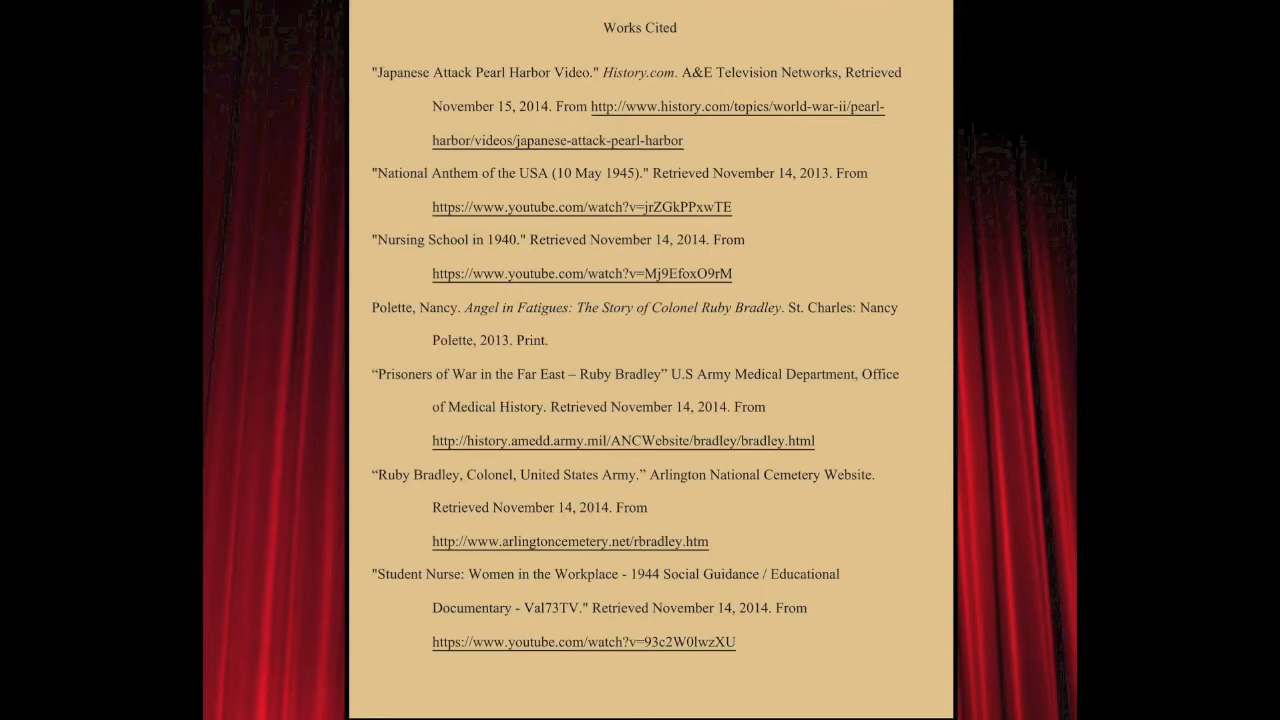 Works Cited
"Japanese Attack Pearl Harbor Video." History.com. A&E Television Networks, Retrieved
November 15, 2014. From http://www.history.com/topics/world-war-ii/pearl-
harbor/videos/japanese-attack-pearl-harbor
"National Anthem of the USA (10 May 1945)." Retrieved November 14, 2013. From
https://www.youtube.com/watch?v=jrZGkPPxwTE
"Nursing School in 1940." Retrieved November 14, 2014. From
https://www.youtube.com/watch?v=Mj9EfoxO9rM
Polette, Nancy. Angel in Fatigues: The Story of Colonel Ruby Bradley. St. Charles: Nancy
Polette, 2013. Print.
“Prisoners of War in the Far East – Ruby Bradley” U.S Army Medical Department, Office
of Medical History. Retrieved November 14, 2014. From
http://history.amedd.army.mil/ANCWebsite/bradley/bradley.html
“Ruby Bradley, Colonel, United States Army.” Arlington National Cemetery Website.
Retrieved November 14, 2014. From
http://www.arlingtoncemetery.net/rbradley.htm
"Student Nurse: Women in the Workplace - 1944 Social Guidance / Educational
Documentary - Val73TV." Retrieved November 14, 2014. From
https://www.youtube.com/watch?v=93c2W0lwzXU